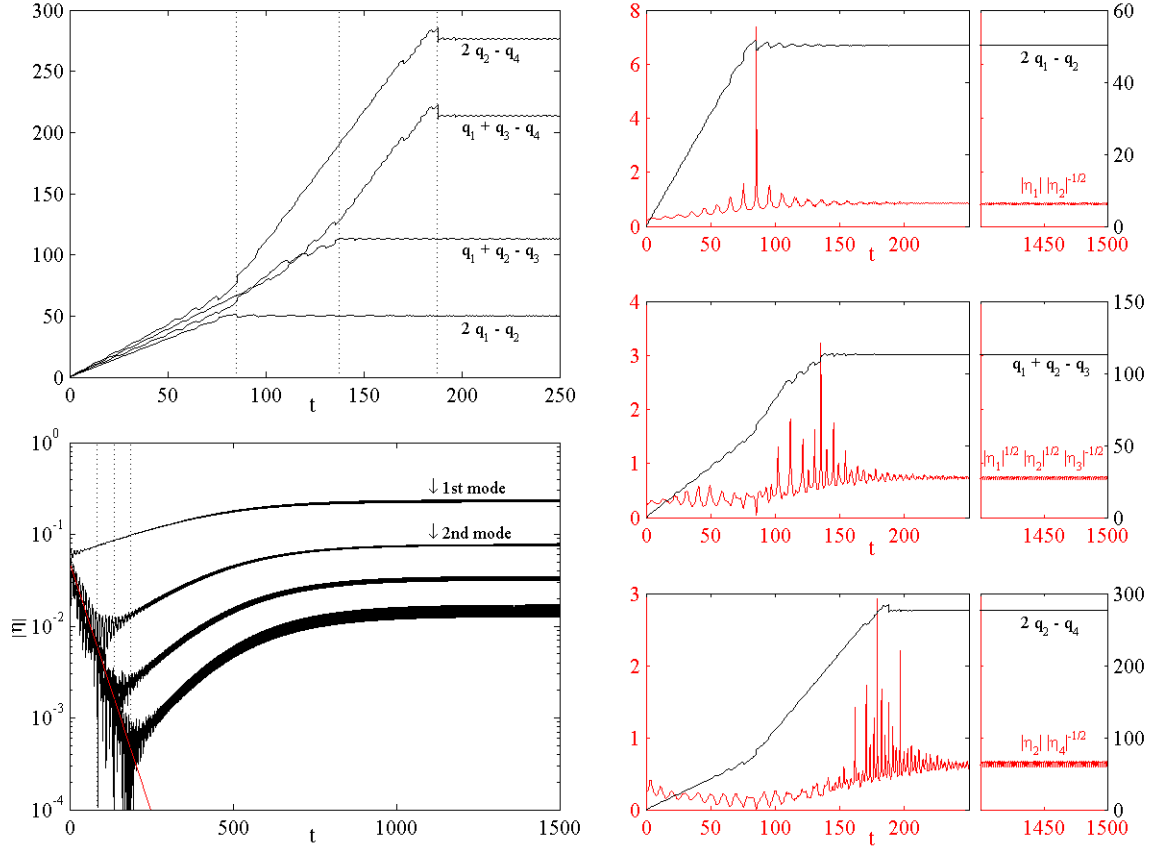 300
250
200
150
100
50
0
2 q₂ - q₄
q₁ + q₃ - q₄
q₁ + q₂ - q₃
2 q₁ - q₂
0 50 100 150 200 250
t
10⁰
10⁻¹
10⁻²
10⁻³
10⁻⁴
|η|
↓ 1st mode
↓ 2nd mode
0 500 1000 1500
t
8
6
4
2
0
60
40
20
0
2 q₁ - q₂
|η₁| |η₂|^-1/2
0 50 100 150 200 1450 1500
t
4
3
2
1
0
150
100
50
0
q₁ + q₂ - q₃
|η₁|^1/2 |η₂|^1/2 |η₃|^-1/2
0 50 100 150 200 1450 1500
t
3
2
1
0
300
200
100
0
2 q₂ - q₄
|η₂| |η₄|^-1/2
0 50 100 150 200 1450 1500
t